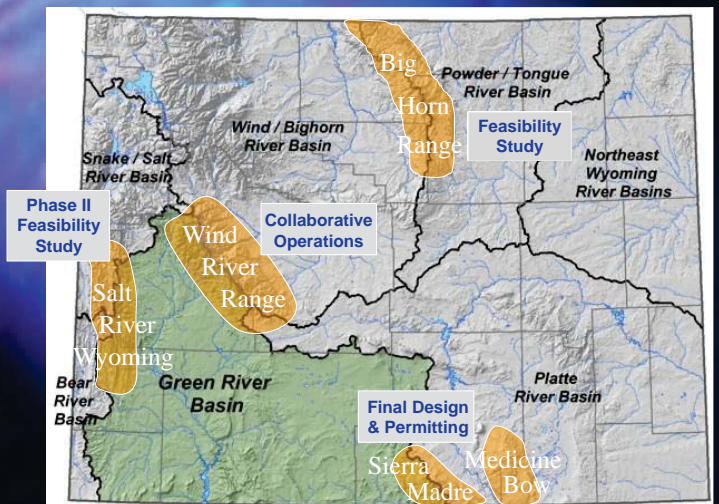 Big
Horn
Range
Powder / Tongue
River Basin
Feasibility
Study
Wind / Bighorn
River Basin
Northeast
Wyoming
River Basins
Snake / Salt
River Basin
Phase II
Feasibility
Study
Collaborative
Operations
Wind
River
Range
Salt
River
Wyoming
Bear
River
Basin
Green River
Basin
Platte
River Basin
Final Design
& Permitting
Sierra
Madre
Medicine
Bow